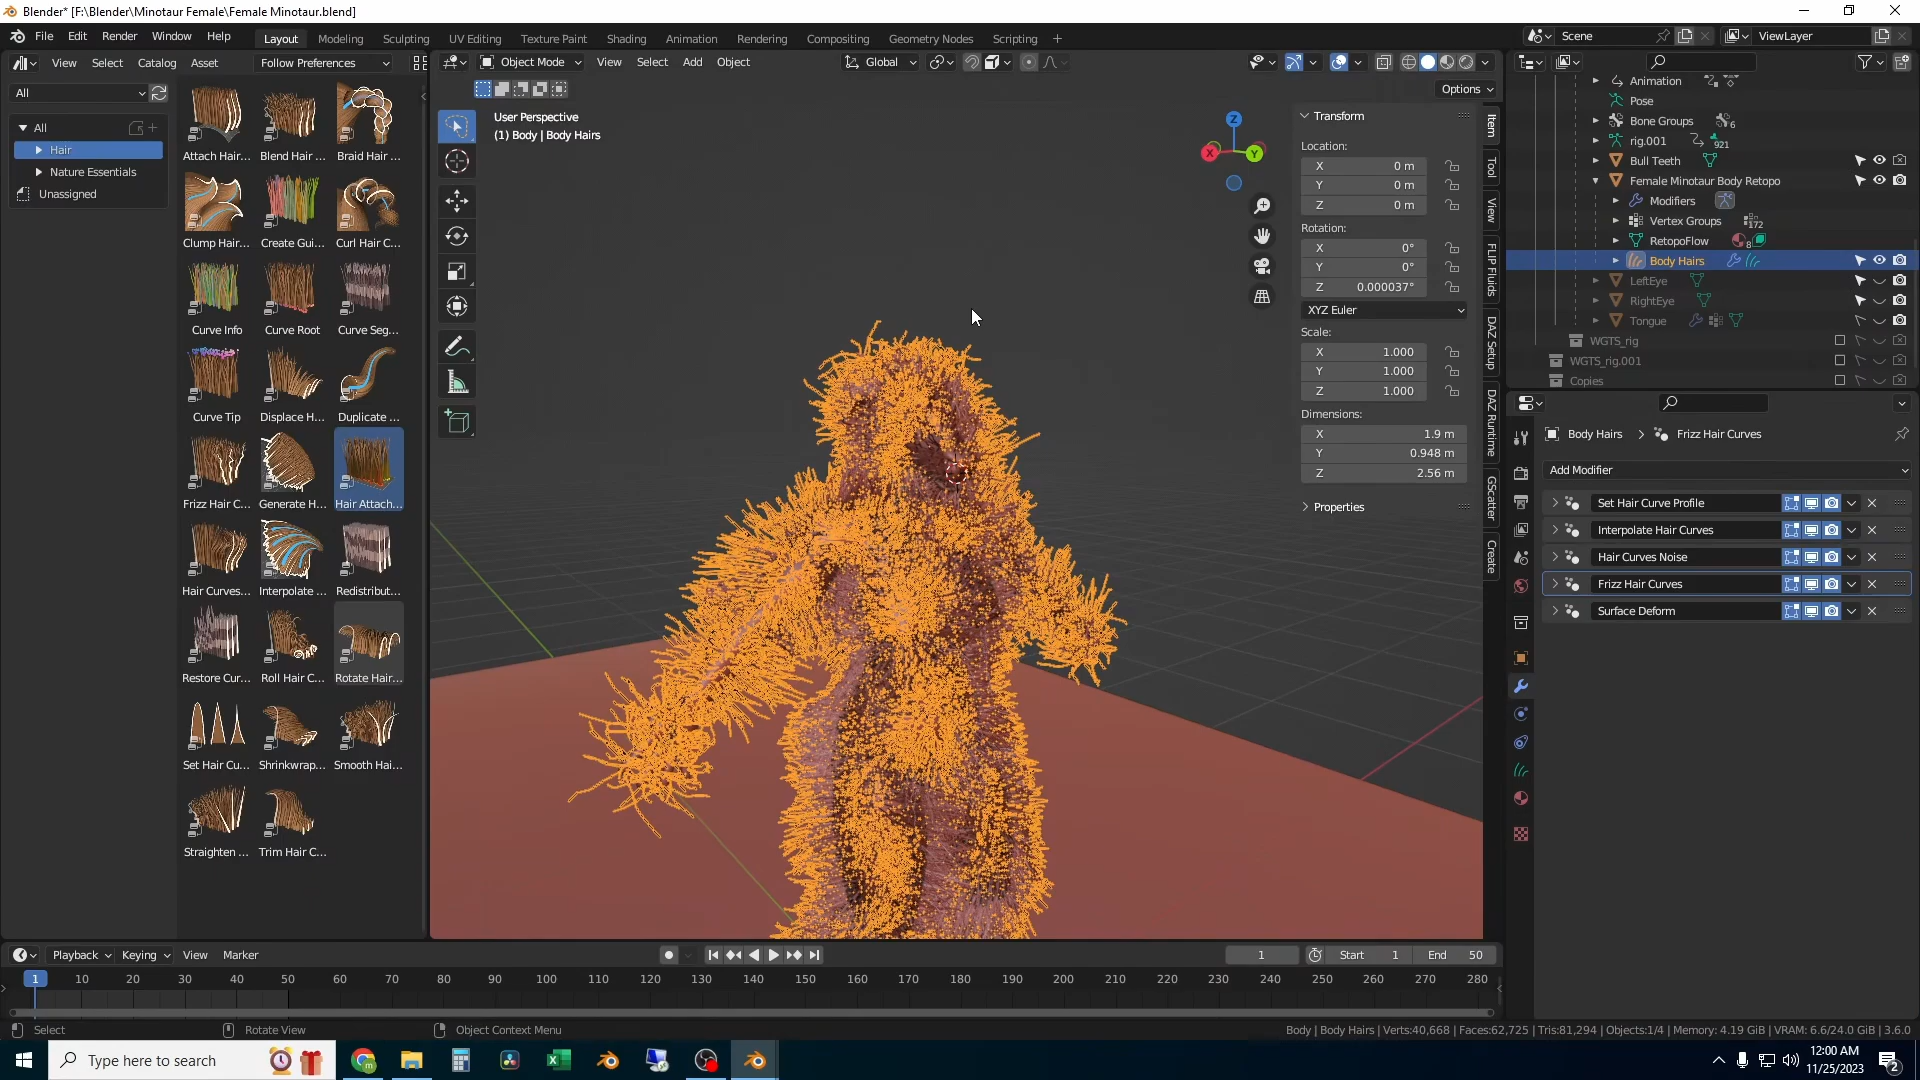 Blender* [F:\Blender\Minotaur Female\Female Minotaur.blend]
File Edit Render Window Help Layout Modeling Sculpting UV Editing Texture Paint Shading Animation Rendering Compositing Geometry Nodes Scripting + Scene ViewLayer
View Select Catalog Asset Follow Preferences
Object Mode View Select Add Object Global
Options
All
All
Hair
Nature Essentials
Unassigned
Attach Hair... Blend Hair ... Braid Hair ...
Clump Hair... Create Gui... Curl Hair C...
Curve Info Curve Root Curve Seg...
Curve Tip Displace H... Duplicate ...
Frizz Hair C... Generate H... Hair Attach...
Hair Curves... Interpolate ... Redistribut...
Restore Cur... Roll Hair C... Rotate Hair...
Set Hair Cu... Shrinkwrap... Smooth Hai...
Straighten ... Trim Hair C...
User Perspective
(1) Body | Body Hairs
Z
X Y
Transform
Location:
X 0 m
Y 0 m
Z 0 m
Rotation:
X 0°
Y 0°
Z 0.000037°
XYZ Euler
Scale:
X 1.000
Y 1.000
Z 1.000
Dimensions:
X 1.9 m
Y 0.948 m
Z 2.56 m
Properties
Item
Tool
View
FLIP Fluids
DAZ Setup
DAZ Runtime
GScatter
Create
Animation
Pose
Bone Groups 6
rig.001 921
Bull Teeth
Female Minotaur Body Retopo
Modifiers
Vertex Groups 172
RetopoFlow 8
Body Hairs
LeftEye
RightEye
Tongue
WGTS_rig
WGTS_rig.001
Copies
Body Hairs > Frizz Hair Curves
Add Modifier
Set Hair Curve Profile
Interpolate Hair Curves
Hair Curves Noise
Frizz Hair Curves
Surface Deform
Playback Keying View Marker 1 Start 1 End 50
1 10 20 30 40 50 60 70 80 90 100 110 120 130 140 150 160 170 180 190 200 210 220 230 240 250 260 270 280
Select Rotate View Object Context Menu Body | Body Hairs | Verts:40,668 | Faces:62,725 | Tris:81,294 | Objects:1/4 | Memory: 4.19 GiB | VRAM: 6.6/24.0 GiB | 3.6.0
Type here to search
12:00 AM
11/25/2023
2